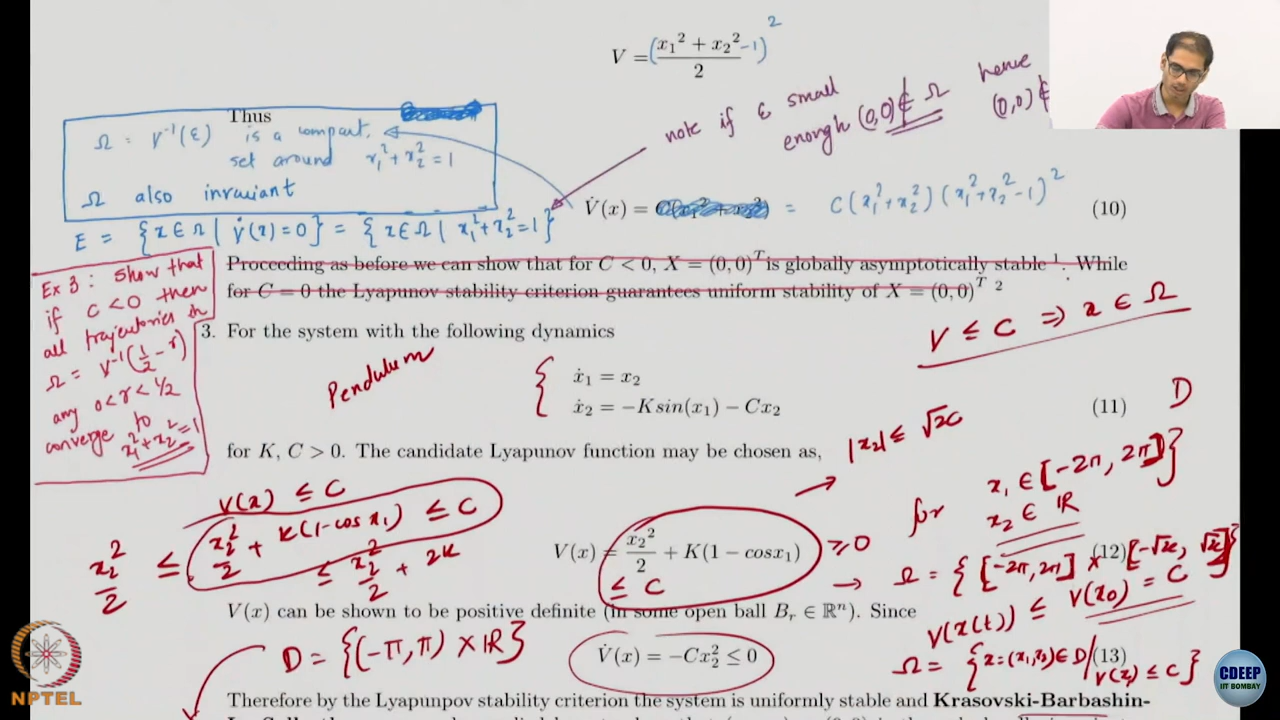 V = (x₁² + x₂² -1)²
2
Thus
Ω = V⁻¹(ε) is a compact,
set around x₁² + x₂² = 1
Ω also invariant
note if ε small
enough (0,0) ∉ Ω hence
(0,0) ∉
V̇(x) = = C(x₁²+x₂²)(x₁²+x₂²-1)² (10)
E = {x∈Ω | V̇(x)=0} = {x∈Ω | x₁²+x₂²=1}
Proceeding as before we can show that for C < 0, X = (0, 0)ᵀ is globally asymptotically stable ¹. While
for C = 0 the Lyapunov stability criterion guarantees uniform stability of X = (0, 0)ᵀ ²
Ex 3: Show that
if C < 0 then
all trajectories in
Ω = V⁻¹(½ - r)
any 0 < r < 1/2
converge to
x₁² + x₂² = 1
V ≤ C ⇒ x ∈ Ω
3. For the system with the following dynamics
Pendulum
ẋ₁ = x₂
ẋ₂ = −Ksin(x₁) − Cx₂ (11)
D
for K, C > 0. The candidate Lyapunov function may be chosen as,
|x₂| ≤ √2C
for x₁ ∈ [-2π, 2π]}
x₂ ∈ ℝ
V(x) ≤ C
x₂²/2 ≤ x₂²/2 + K(1-cos x₁) ≤ C
≤ x₂²/2 + 2K
V(x) = x₂²/2 + K(1 − cosx₁) ≥ 0 (12)
≤ C
→ Ω = {[-2π, 2π] × [-√2C, √2C]}
V(x) can be shown to be positive definite (in some open ball Bᵣ ∈ ℝⁿ). Since
V(x(t)) ≤ V(x₀) = C
D = {(-π, π) × ℝ}
V̇(x) = −Cx₂² ≤ 0 (13)
Ω = {x=(x₁,x₂) ∈ D / V(x) ≤ C}
Therefore by the Lyapunpov stability criterion the system is uniformly stable and Krasovski-Barbashin-
NPTEL
CDEEP
IIT BOMBAY